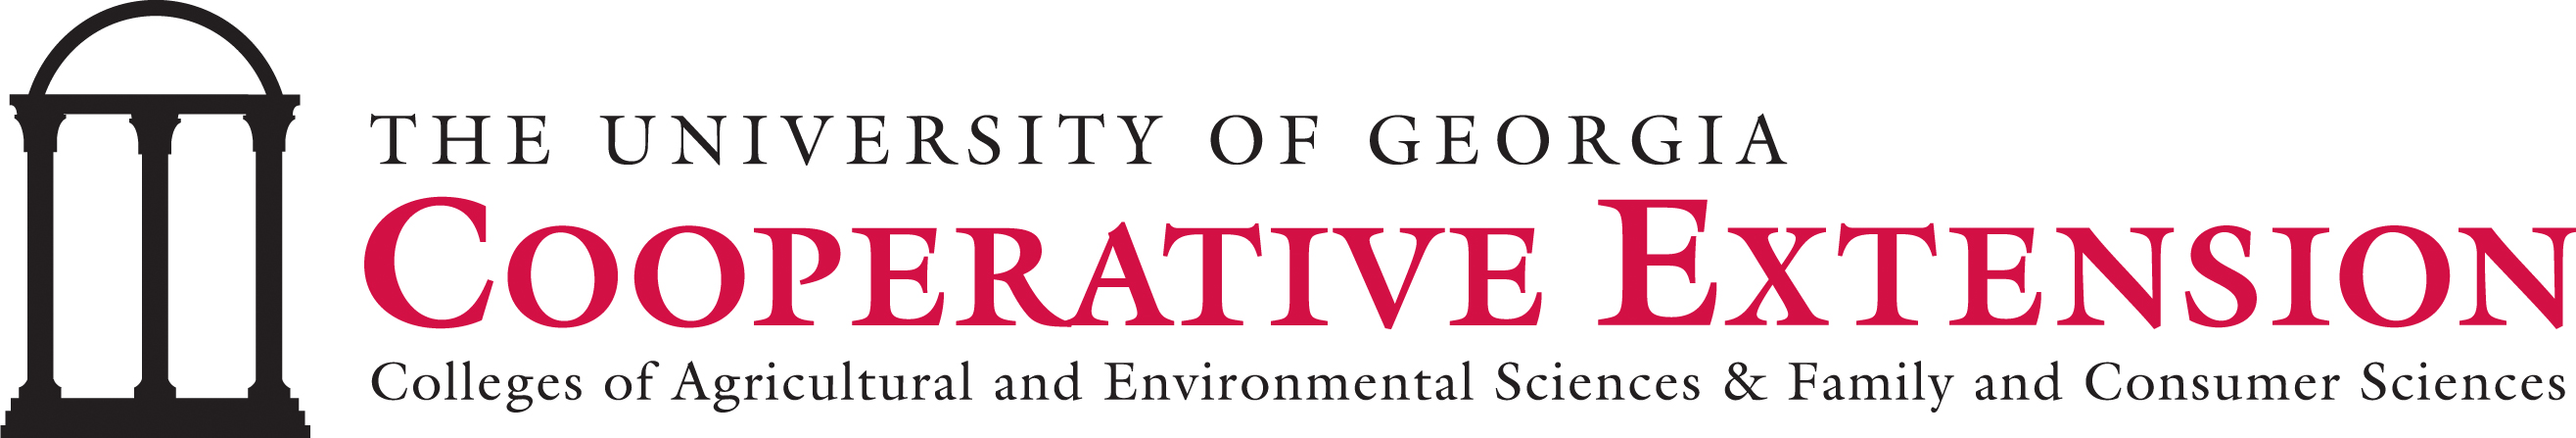 THE UNIVERSITY OF GEORGIA
COOPERATIVE EXTENSION
Colleges of Agricultural and Environmental Sciences & Family and Consumer Sciences